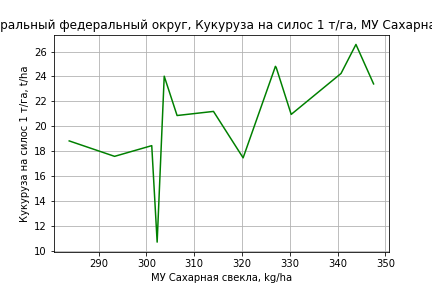 ральный федеральный округ, Кукуруза на силос 1 т/га, МУ Сахарна
26
24
22
20
18
16
14
12
10
Кукуруза на силос 1 т/га, t/ha
290 300 310 320 330 340 350
МУ Сахарная свекла, kg/ha